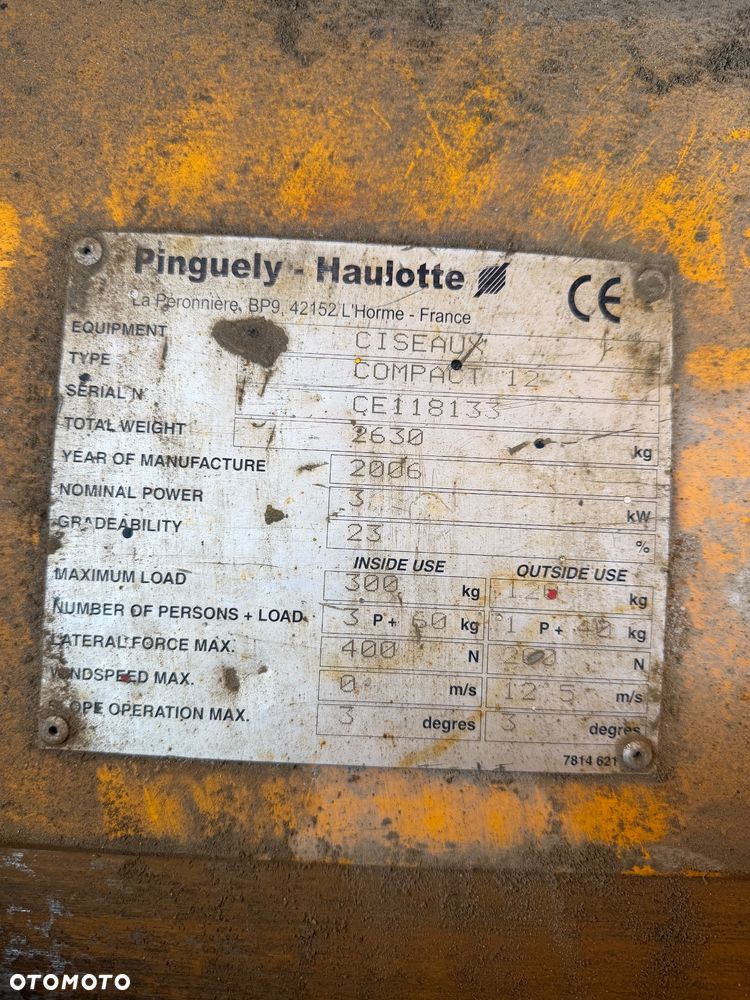 Pinguely - Haulotte
CE
La Péronnière, BP9, 42152 L'Horme - France
EQUIPMENT CISEAUX
TYPE COMPACT 12
SERIAL N CE118133
TOTAL WEIGHT 2630 kg
YEAR OF MANUFACTURE 2006
NOMINAL POWER 3 kW
GRADEABILITY 23 %
INSIDE USE OUTSIDE USE
MAXIMUM LOAD 300 kg kg
NUMBER OF PERSONS + LOAD 3 P + 60 kg 1 P + 40 kg
LATERAL FORCE MAX. 400 N 200 N
WINDSPEED MAX. 0 m/s 12 5 m/s
SLOPE OPERATION MAX. 3 degres 3 degres
7814 621
OTOMOTO